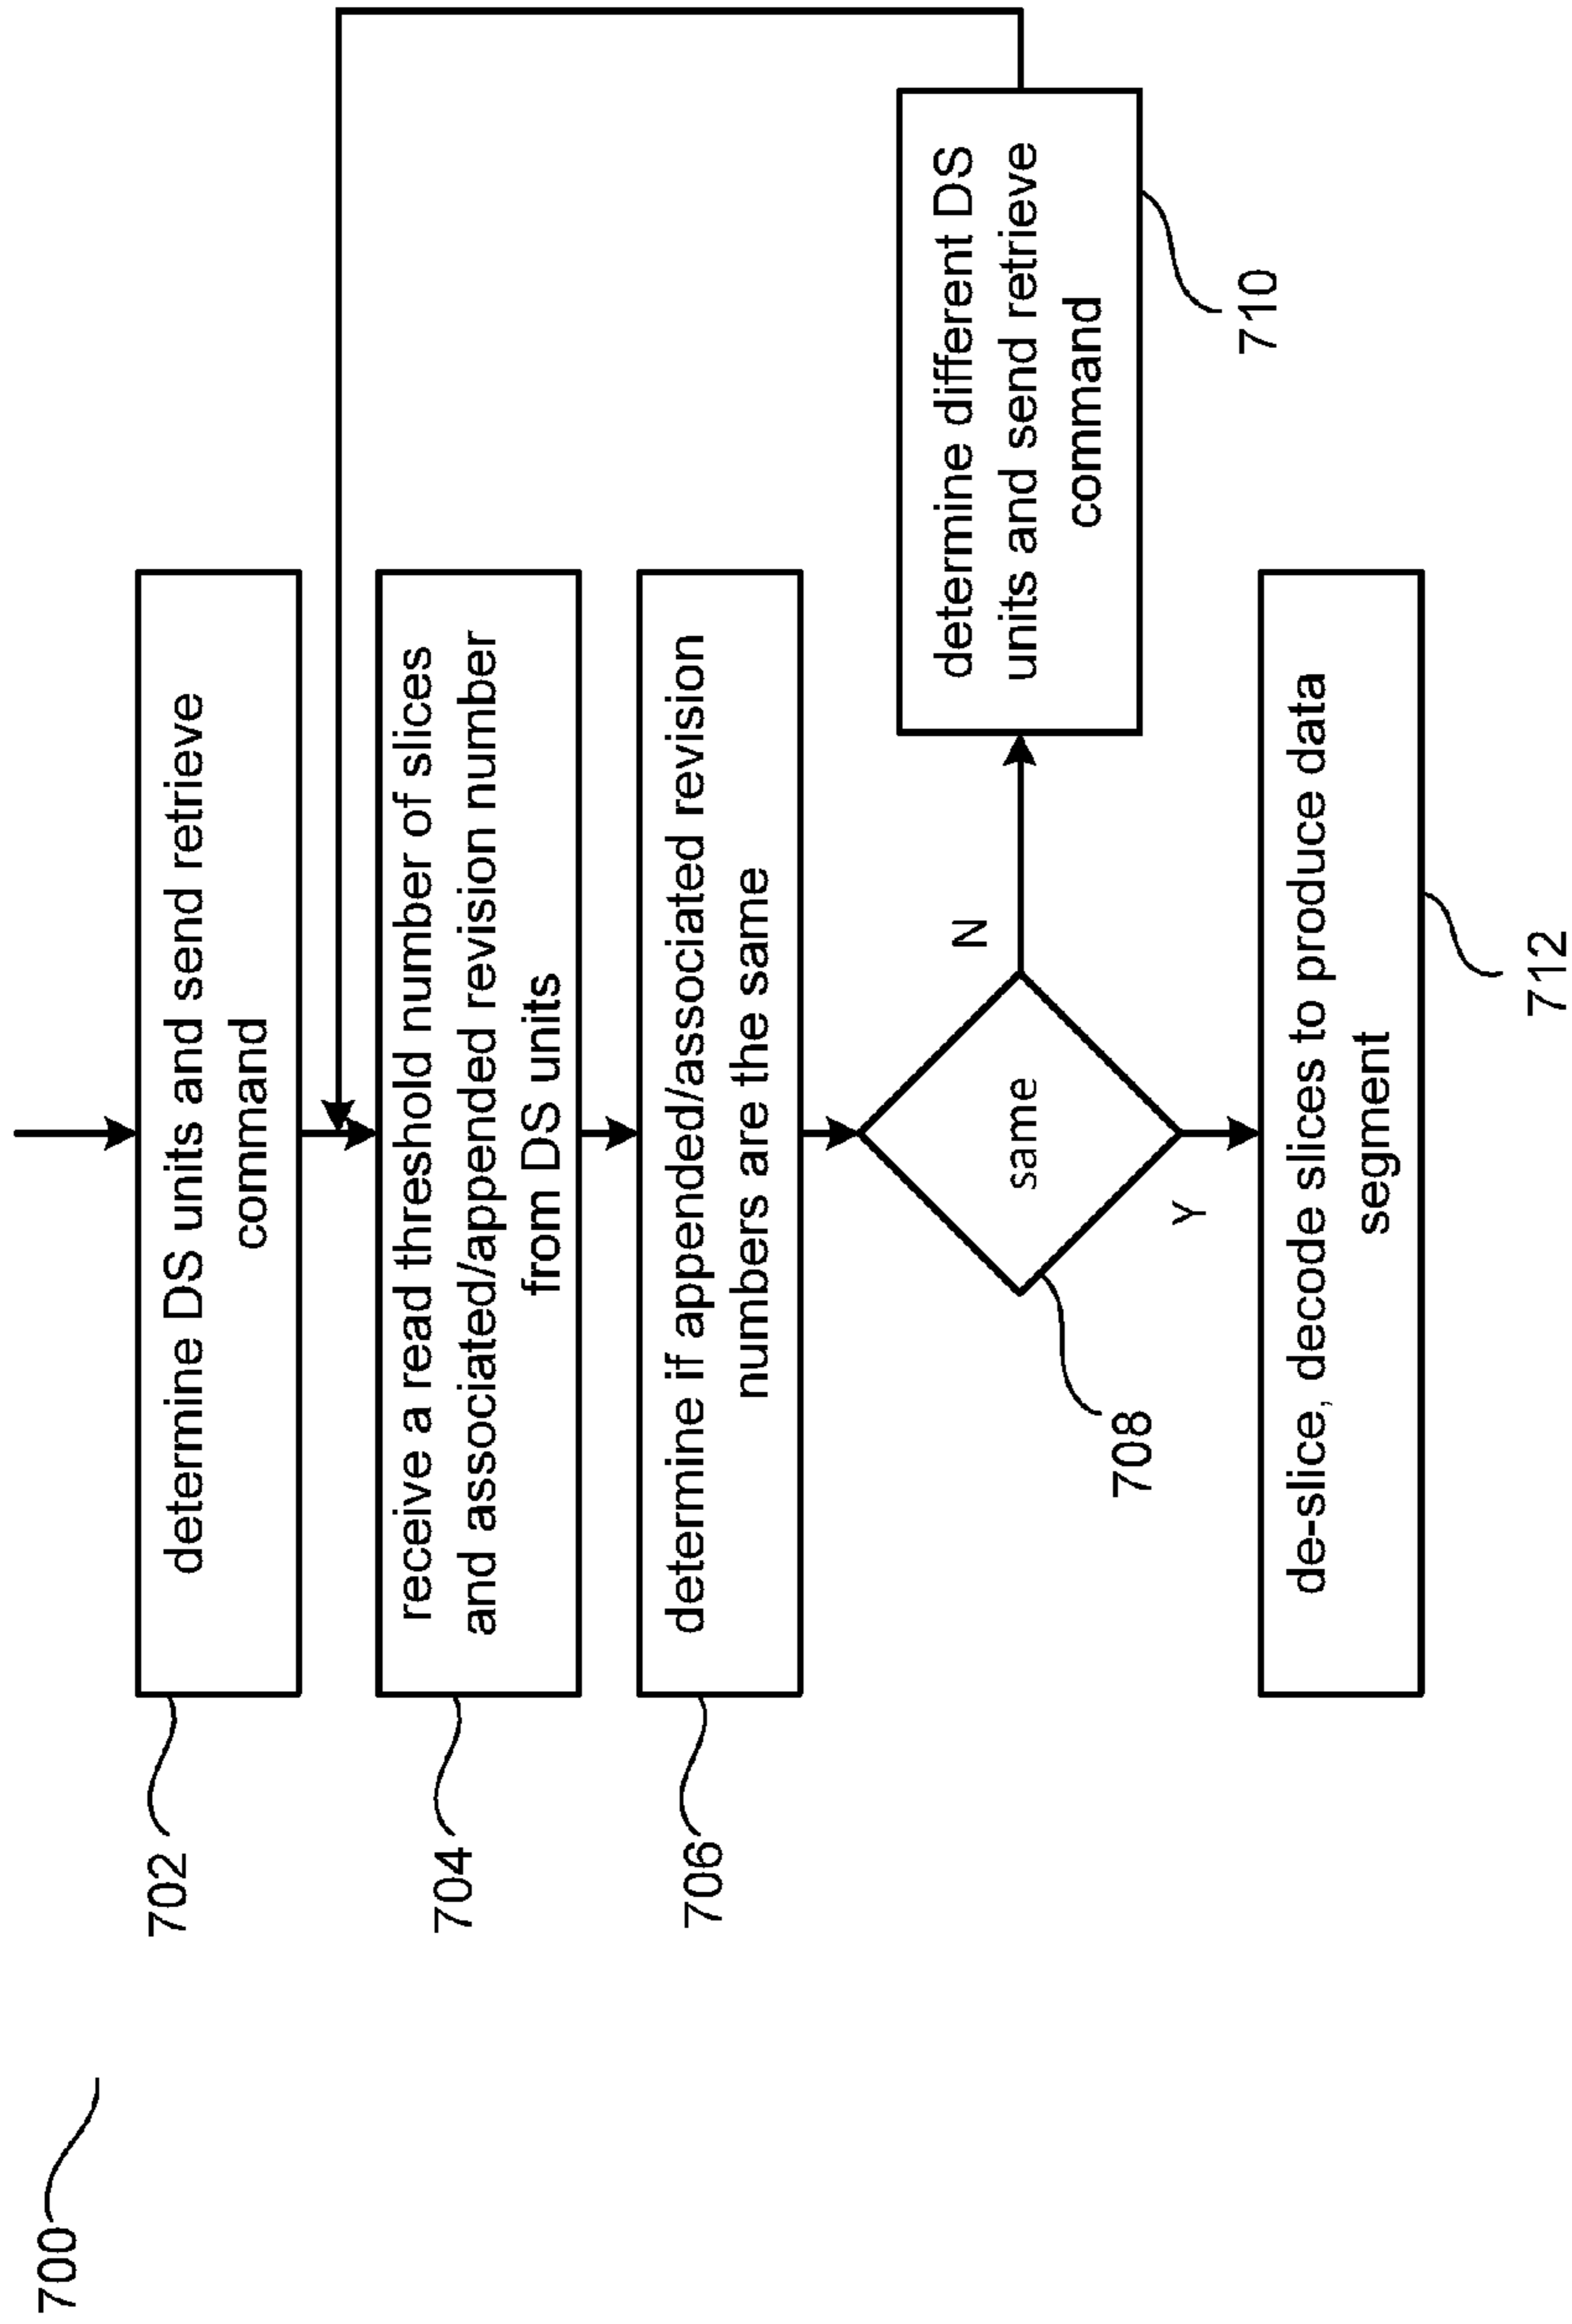 700
702
determine DS units and send retrieve
command
704
receive a read threshold number of slices
and associated/appended revision number
from DS units
706
determine if appended/associated revision
numbers are the same
708
same
N
Y
determine different DS
units and send retrieve
command
710
de-slice, decode slices to produce data
segment
712